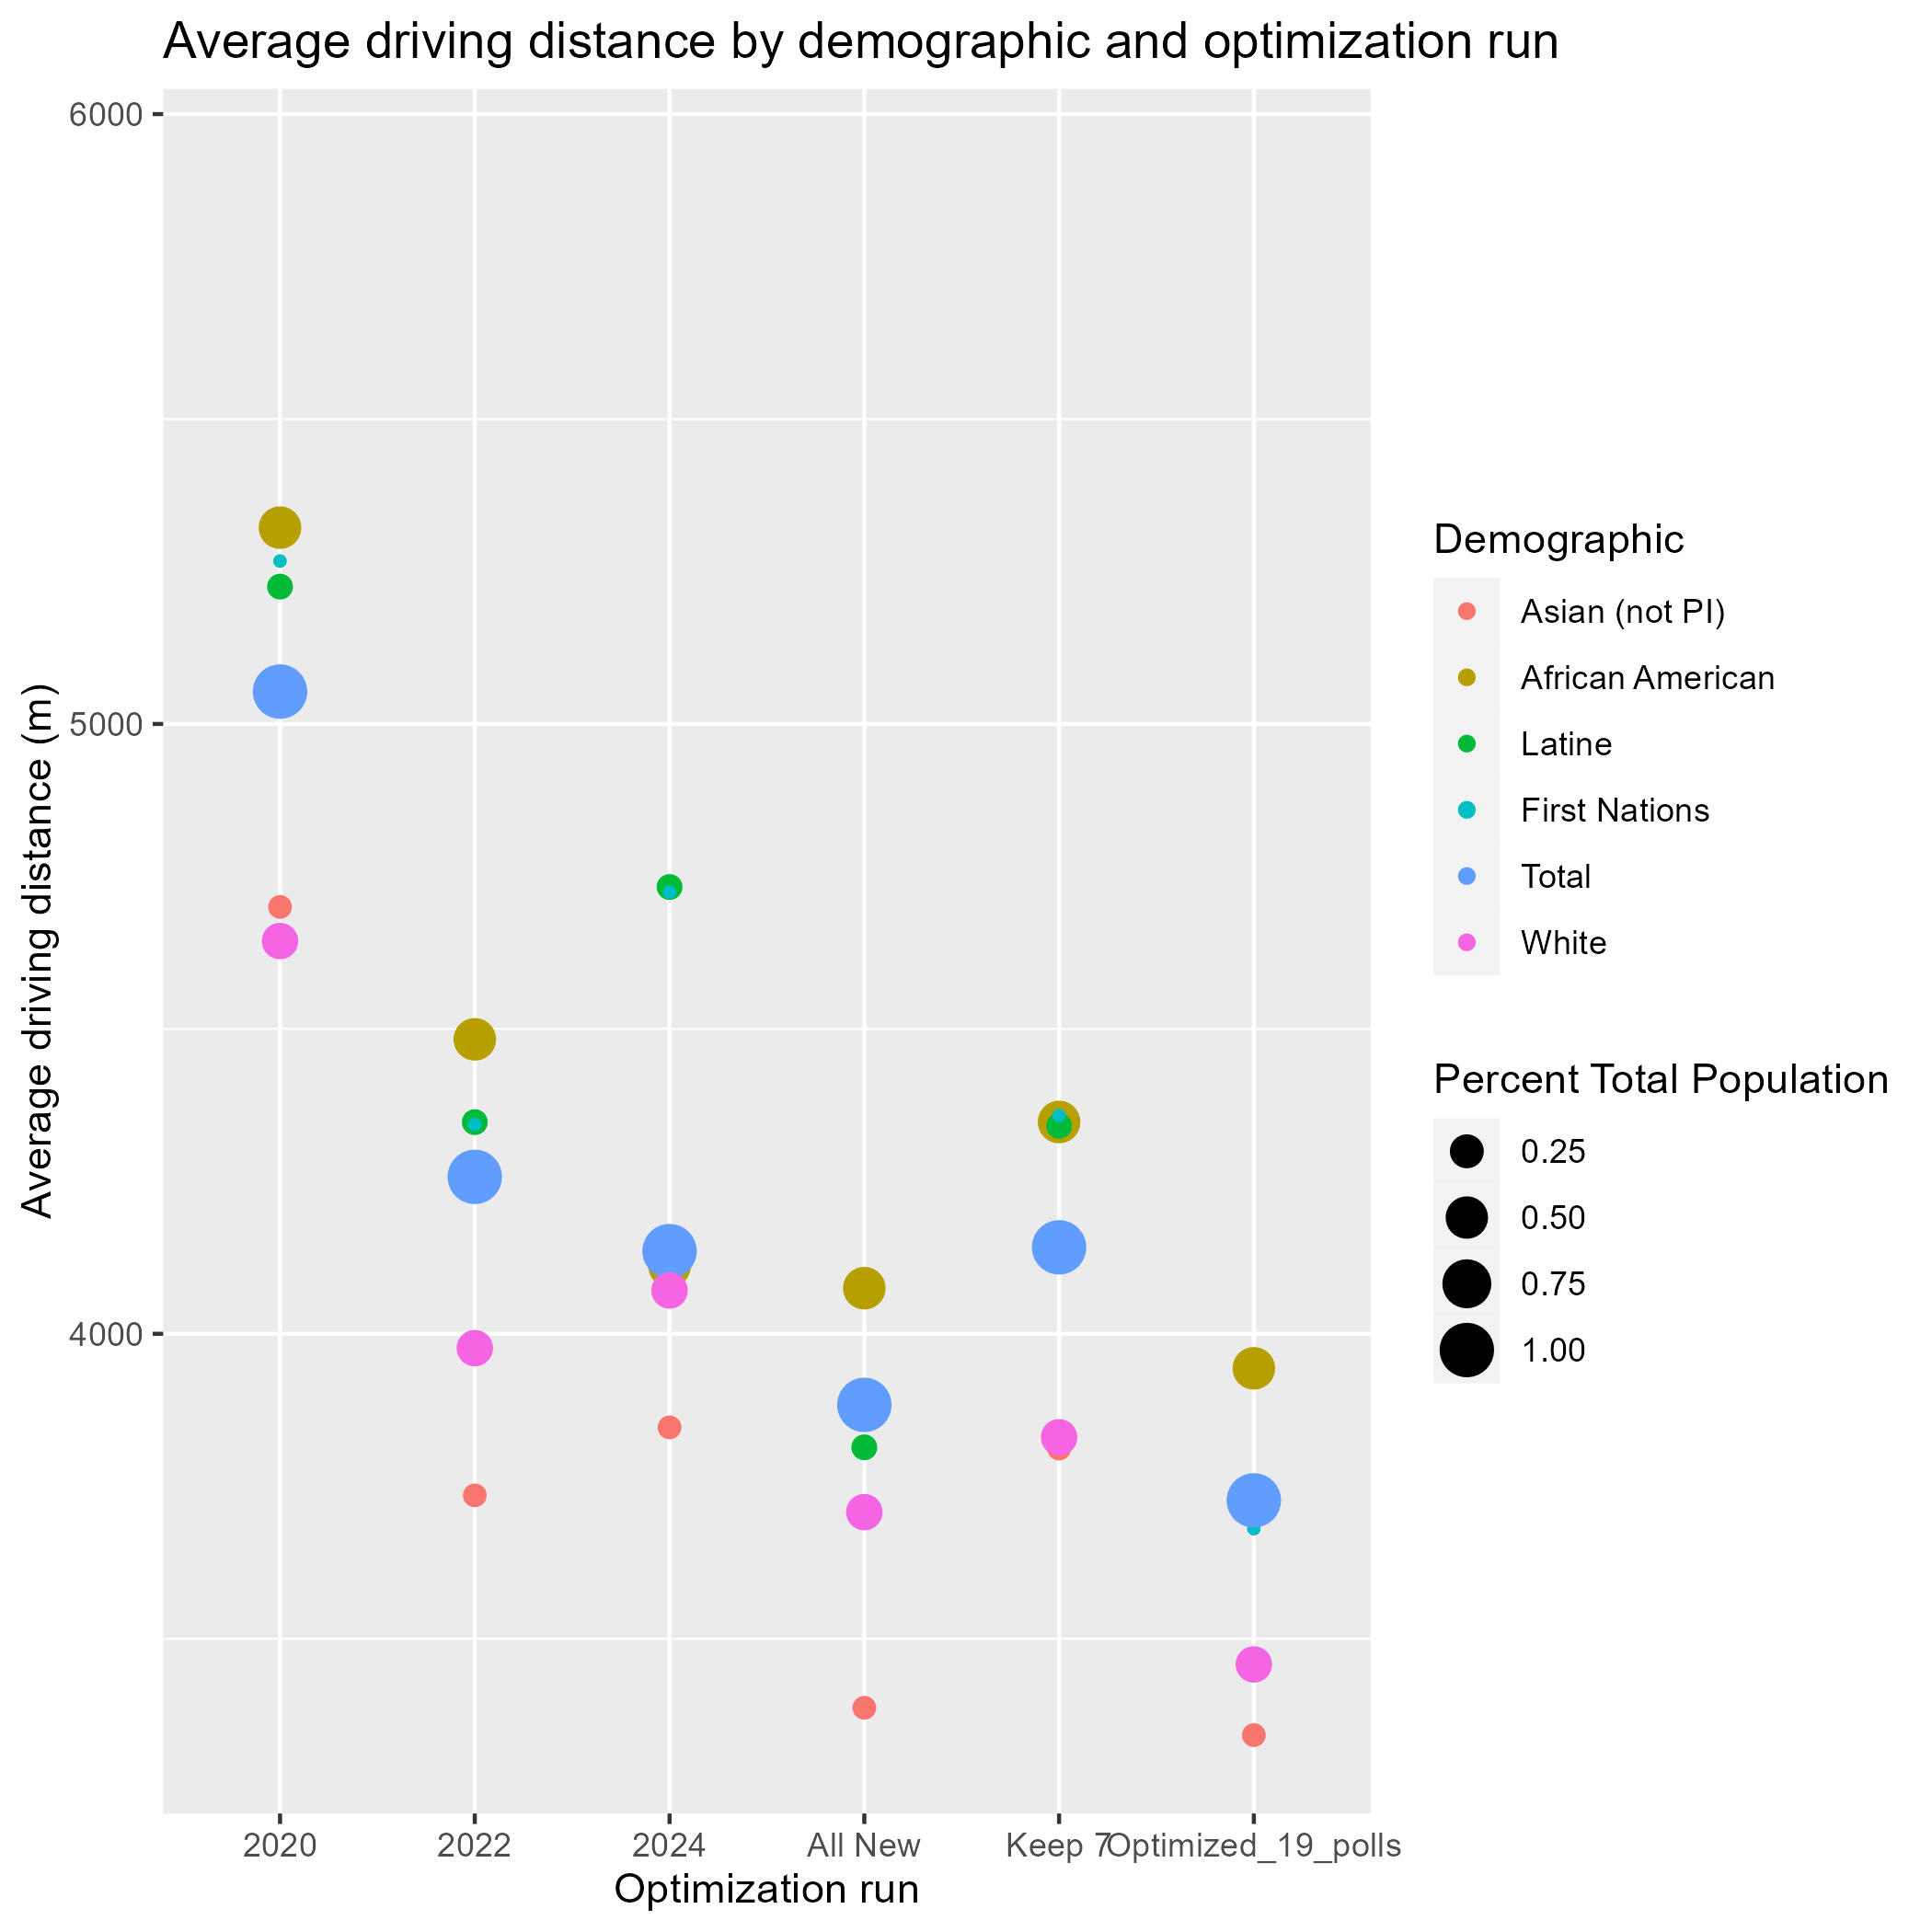 Average driving distance by demographic and optimization run
Average driving distance (m)
6000
5000
4000
2020
2022
2024
All New
Keep 7
Optimized_19_polls
Optimization run
Demographic
Asian (not PI)
African American
Latine
First Nations
Total
White
Percent Total Population
0.25
0.50
0.75
1.00